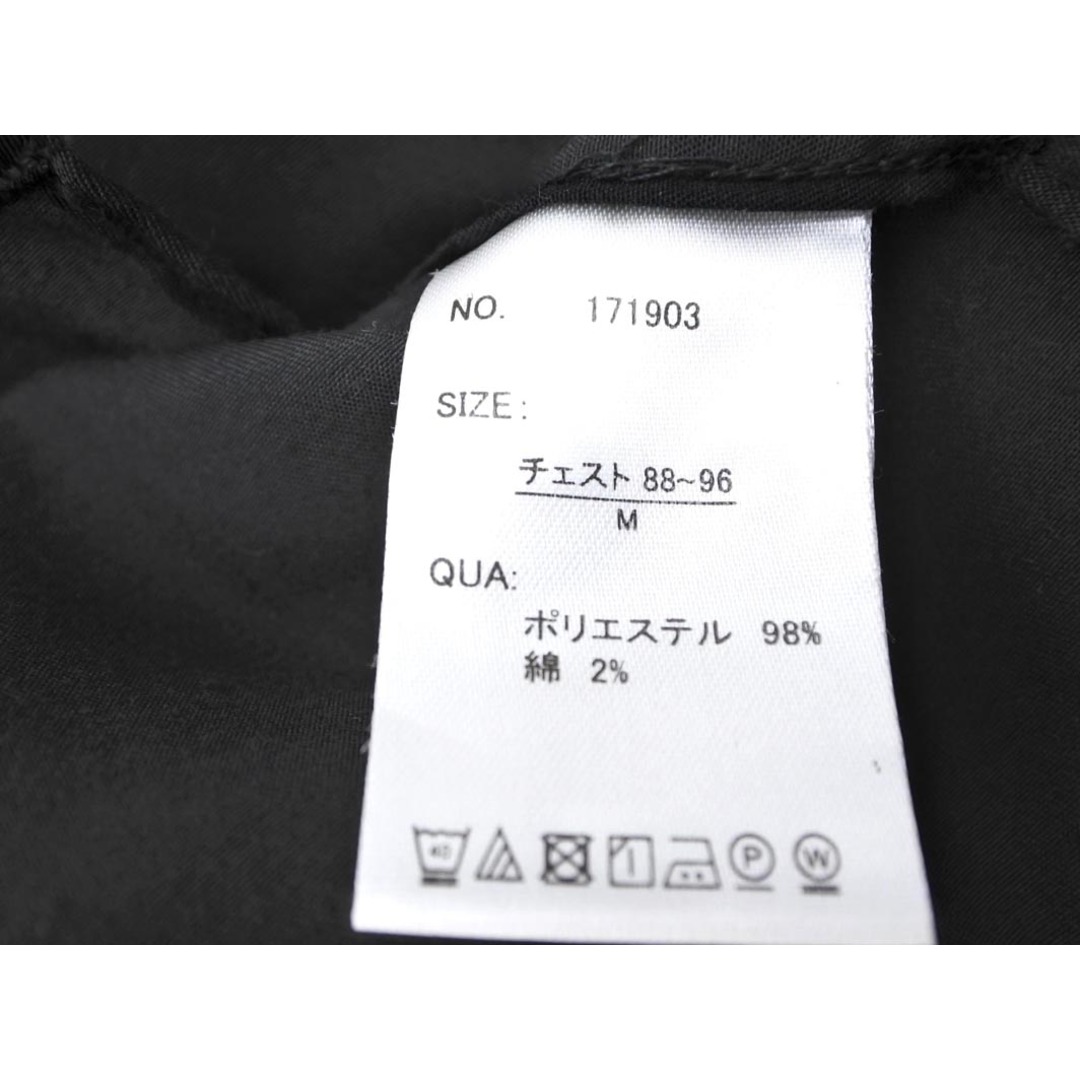 NO. 171903
SIZE:
チェスト 88~96
M
QUA:
ポリエステル 98%
綿 2%
40
P
W